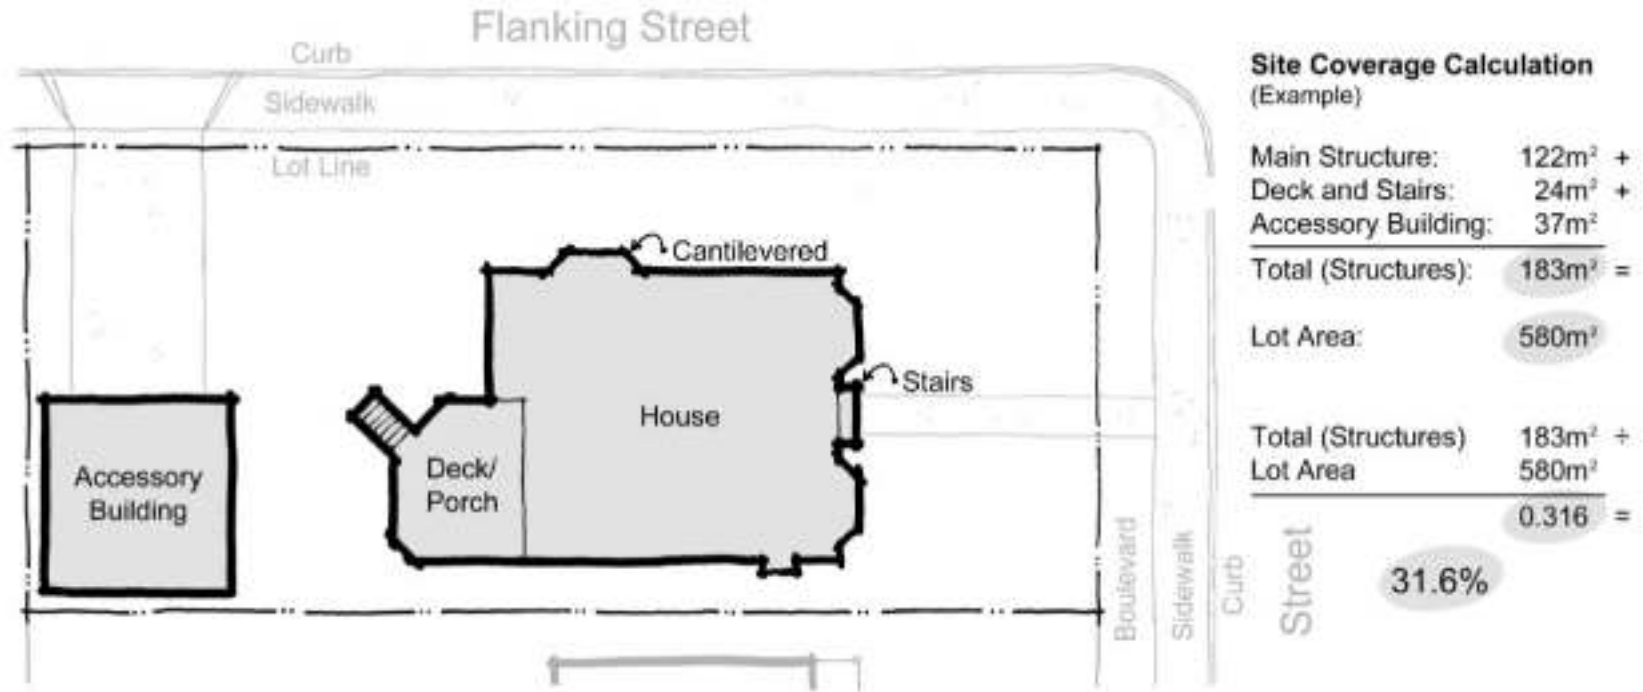 Flanking Street
Curb
Sidewalk
Lot Line
Cantilevered
Stairs
House
Accessory
Building
Deck/
Porch
Boulevard
Sidewalk
Curb
Street
Site Coverage Calculation
(Example)
Main Structure: 122m² +
Deck and Stairs: 24m² +
Accessory Building: 37m²
Total (Structures): 183m² =
Lot Area: 580m²
Total (Structures) 183m² ÷
Lot Area 580m²
0.316 =
31.6%